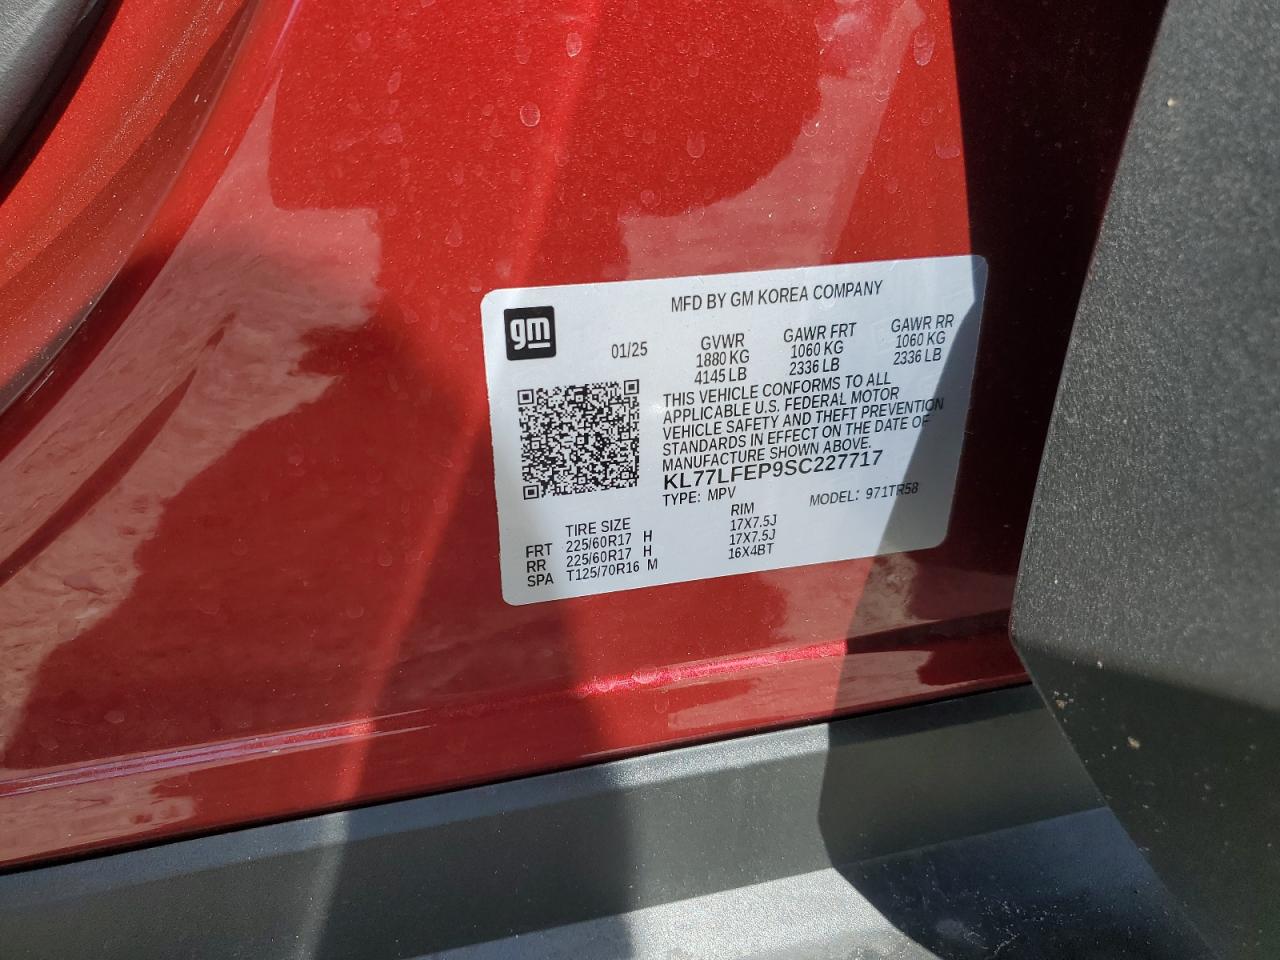 gm
MFD BY GM KOREA COMPANY
01/25
GVWR GAWR FRT GAWR RR
1880 KG 1060 KG 1060 KG
4145 LB 2336 LB 2336 LB
THIS VEHICLE CONFORMS TO ALL
APPLICABLE U.S. FEDERAL MOTOR
VEHICLE SAFETY AND THEFT PREVENTION
STANDARDS IN EFFECT ON THE DATE OF
MANUFACTURE SHOWN ABOVE.
KL77LFEP9SC227717
TYPE: MPV MODEL: 971TR58
TIRE SIZE RIM
FRT 225/60R17 H 17X7.5J
RR 225/60R17 H 17X7.5J
SPA T125/70R16 M 16X4BT